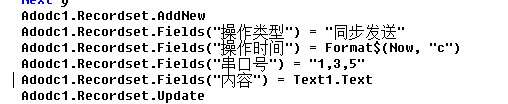 Next y
Adodc1.Recordset.AddNew
Adodc1.Recordset.Fields("操作类型") = "同步发送"
Adodc1.Recordset.Fields("操作时间") = Format$(Now, "c")
Adodc1.Recordset.Fields("串口号") = "1,3,5"
Adodc1.Recordset.Fields("内容") = Text1.Text
Adodc1.Recordset.Update